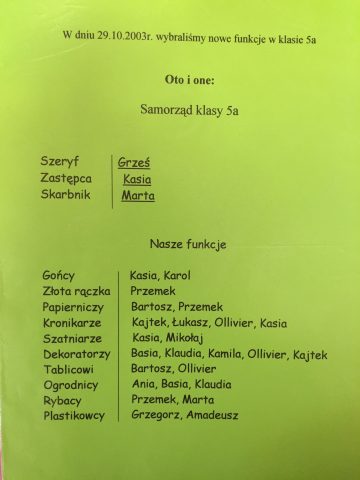 W dniu 29.10.2003r. wybraliśmy nowe funkcje w klasie 5a
Oto i one:
Samorząd klasy 5a
Szeryf Grześ
Zastępca Kasia
Skarbnik Marta
Nasze funkcje
Gońcy Kasia, Karol
Złota rączka Przemek
Papierniczy Bartosz, Przemek
Kronikarze Kajtek, Łukasz, Ollivier, Kasia
Szatniarze Kasia, Mikołaj
Dekoratorzy Basia, Klaudia, Kamila, Ollivier, Kajtek
Tablicowi Bartosz, Ollivier
Ogrodnicy Ania, Basia, Klaudia
Rybacy Przemek, Marta
Plastikowcy Grzegorz, Amadeusz